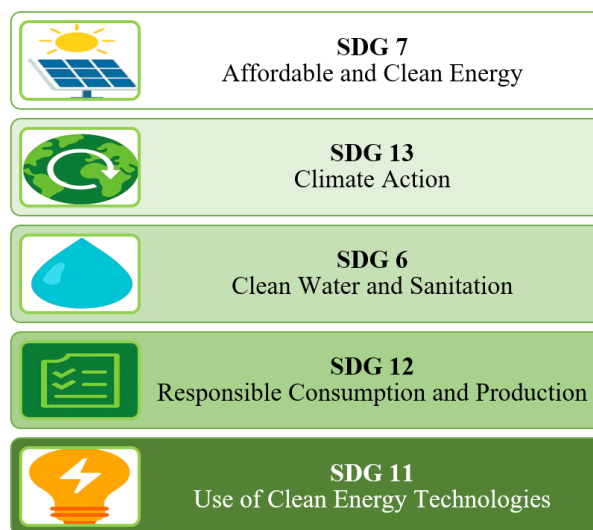 SDG 7
Affordable and Clean Energy
SDG 13
Climate Action
SDG 6
Clean Water and Sanitation
SDG 12
Responsible Consumption and Production
SDG 11
Use of Clean Energy Technologies